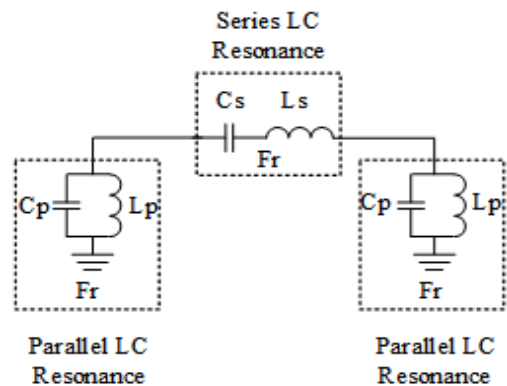 Series LC
Resonance
Cs Ls
Fr
Cp Lp
Fr
Cp Lp
Fr
Parallel LC
Resonance
Parallel LC
Resonance